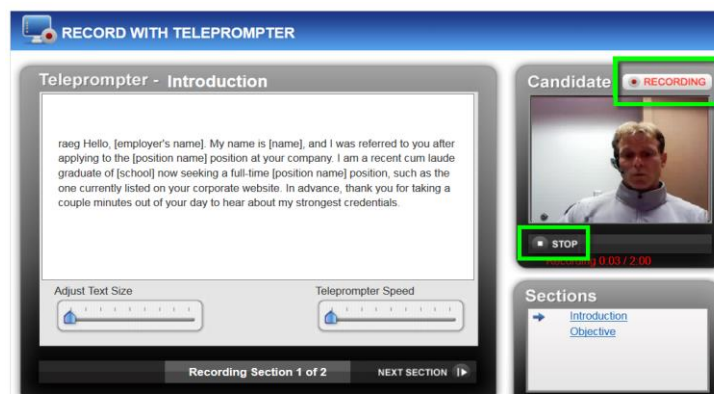 RECORD WITH TELEPROMPTER
Teleprompter - Introduction
raeg Hello, [employer's name]. My name is [name], and I was referred to you after
applying to the [position name] position at your company. I am a recent cum laude
graduate of [school] now seeking a full-time [position name] position, such as the
one currently listed on your corporate website. In advance, thank you for taking a
couple minutes out of your day to hear about my strongest credentials.
Adjust Text Size
Teleprompter Speed
Recording Section 1 of 2
NEXT SECTION
Candidate
RECORDING
STOP
Recording 0:03 / 2:00
Sections
Introduction
Objective